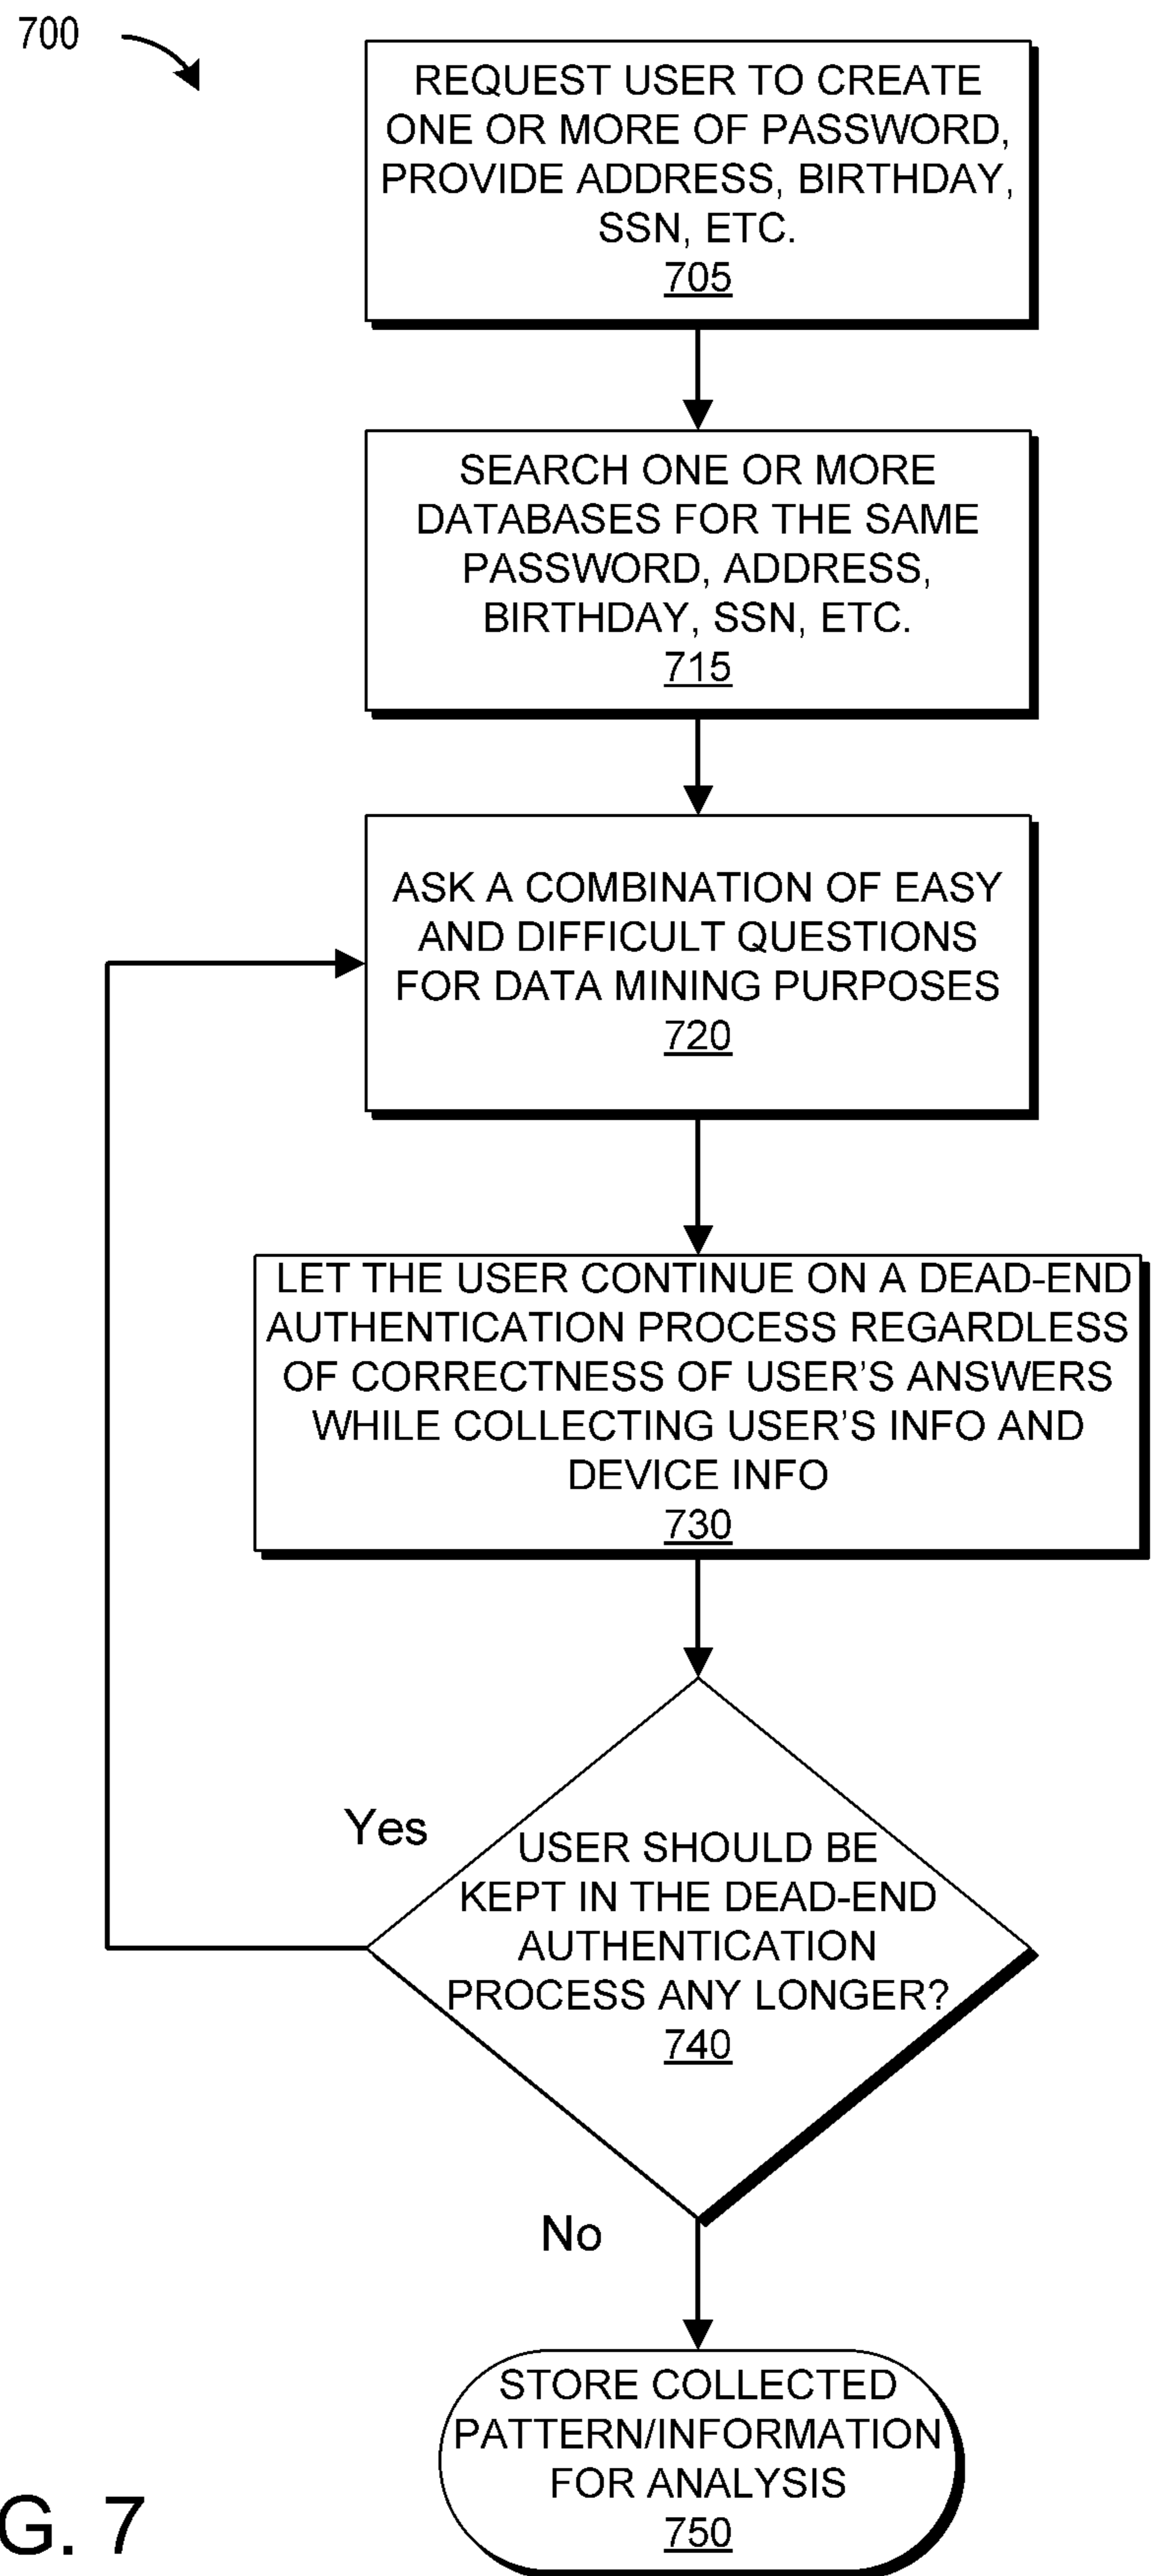 700
REQUEST USER TO CREATE
ONE OR MORE OF PASSWORD,
PROVIDE ADDRESS, BIRTHDAY,
SSN, ETC.
705
SEARCH ONE OR MORE
DATABASES FOR THE SAME
PASSWORD, ADDRESS,
BIRTHDAY, SSN, ETC.
715
ASK A COMBINATION OF EASY
AND DIFFICULT QUESTIONS
FOR DATA MINING PURPOSES
720
LET THE USER CONTINUE ON A DEAD-END
AUTHENTICATION PROCESS REGARDLESS
OF CORRECTNESS OF USER'S ANSWERS
WHILE COLLECTING USER'S INFO AND
DEVICE INFO
730
Yes
USER SHOULD BE
KEPT IN THE DEAD-END
AUTHENTICATION
PROCESS ANY LONGER?
740
No
STORE COLLECTED
PATTERN/INFORMATION
FOR ANALYSIS
750
G. 7